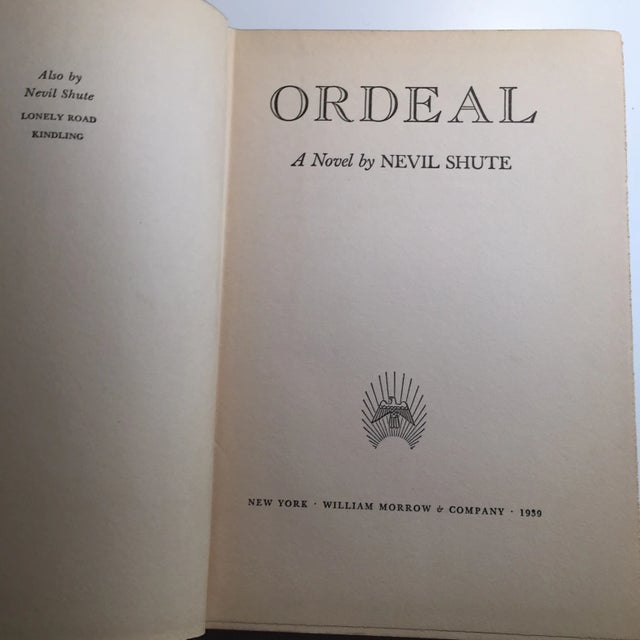 Also by
Nevil Shute
LONELY ROAD
KINDLING
ORDEAL
A Novel by NEVIL SHUTE
NEW YORK · WILLIAM MORROW & COMPANY · 1939